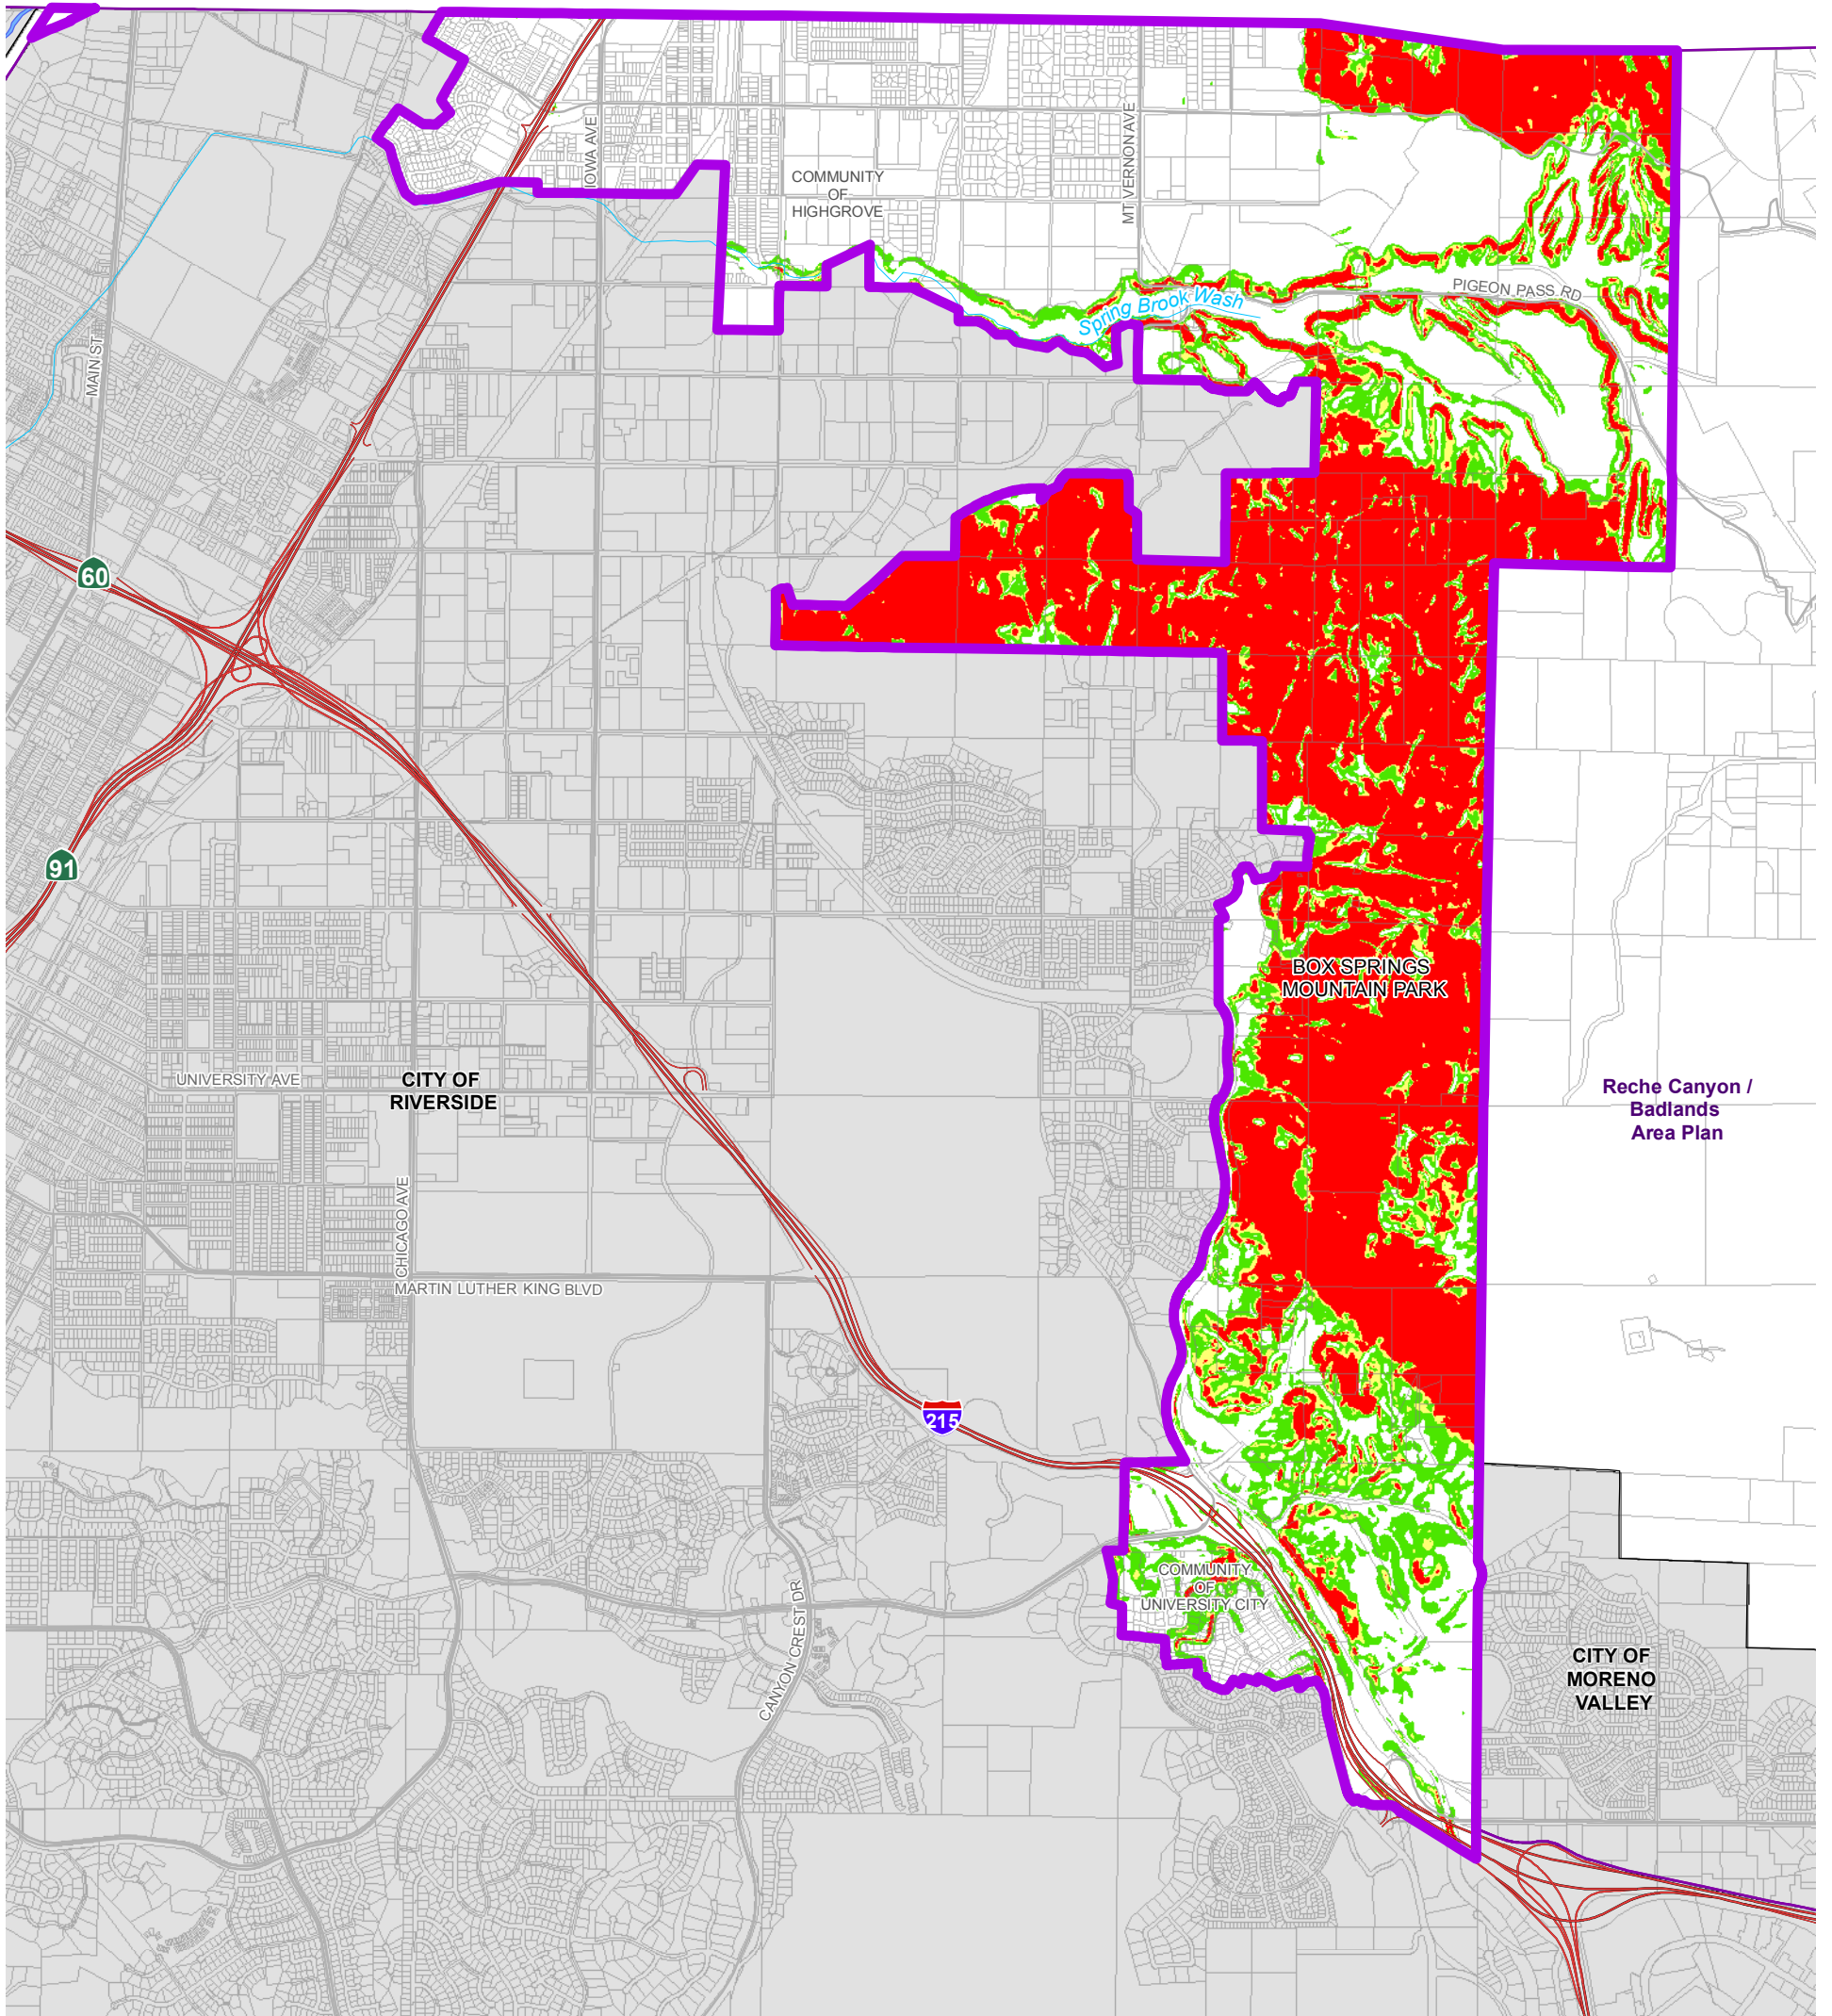 IOWA AVE
COMMUNITY
OF
HIGHGROVE
MT VERNON AVE
PIGEON PASS RD
Spring Brook Wash
MAIN ST
60
91
BOX SPRINGS
MOUNTAIN PARK
UNIVERSITY AVE
CITY OF
RIVERSIDE
Reche Canyon /
Badlands
Area Plan
CHICAGO AVE
MARTIN LUTHER KING BLVD
215
COMMUNITY
OF
UNIVERSITY CITY
CANYON CREST DR
CITY OF
MORENO
VALLEY